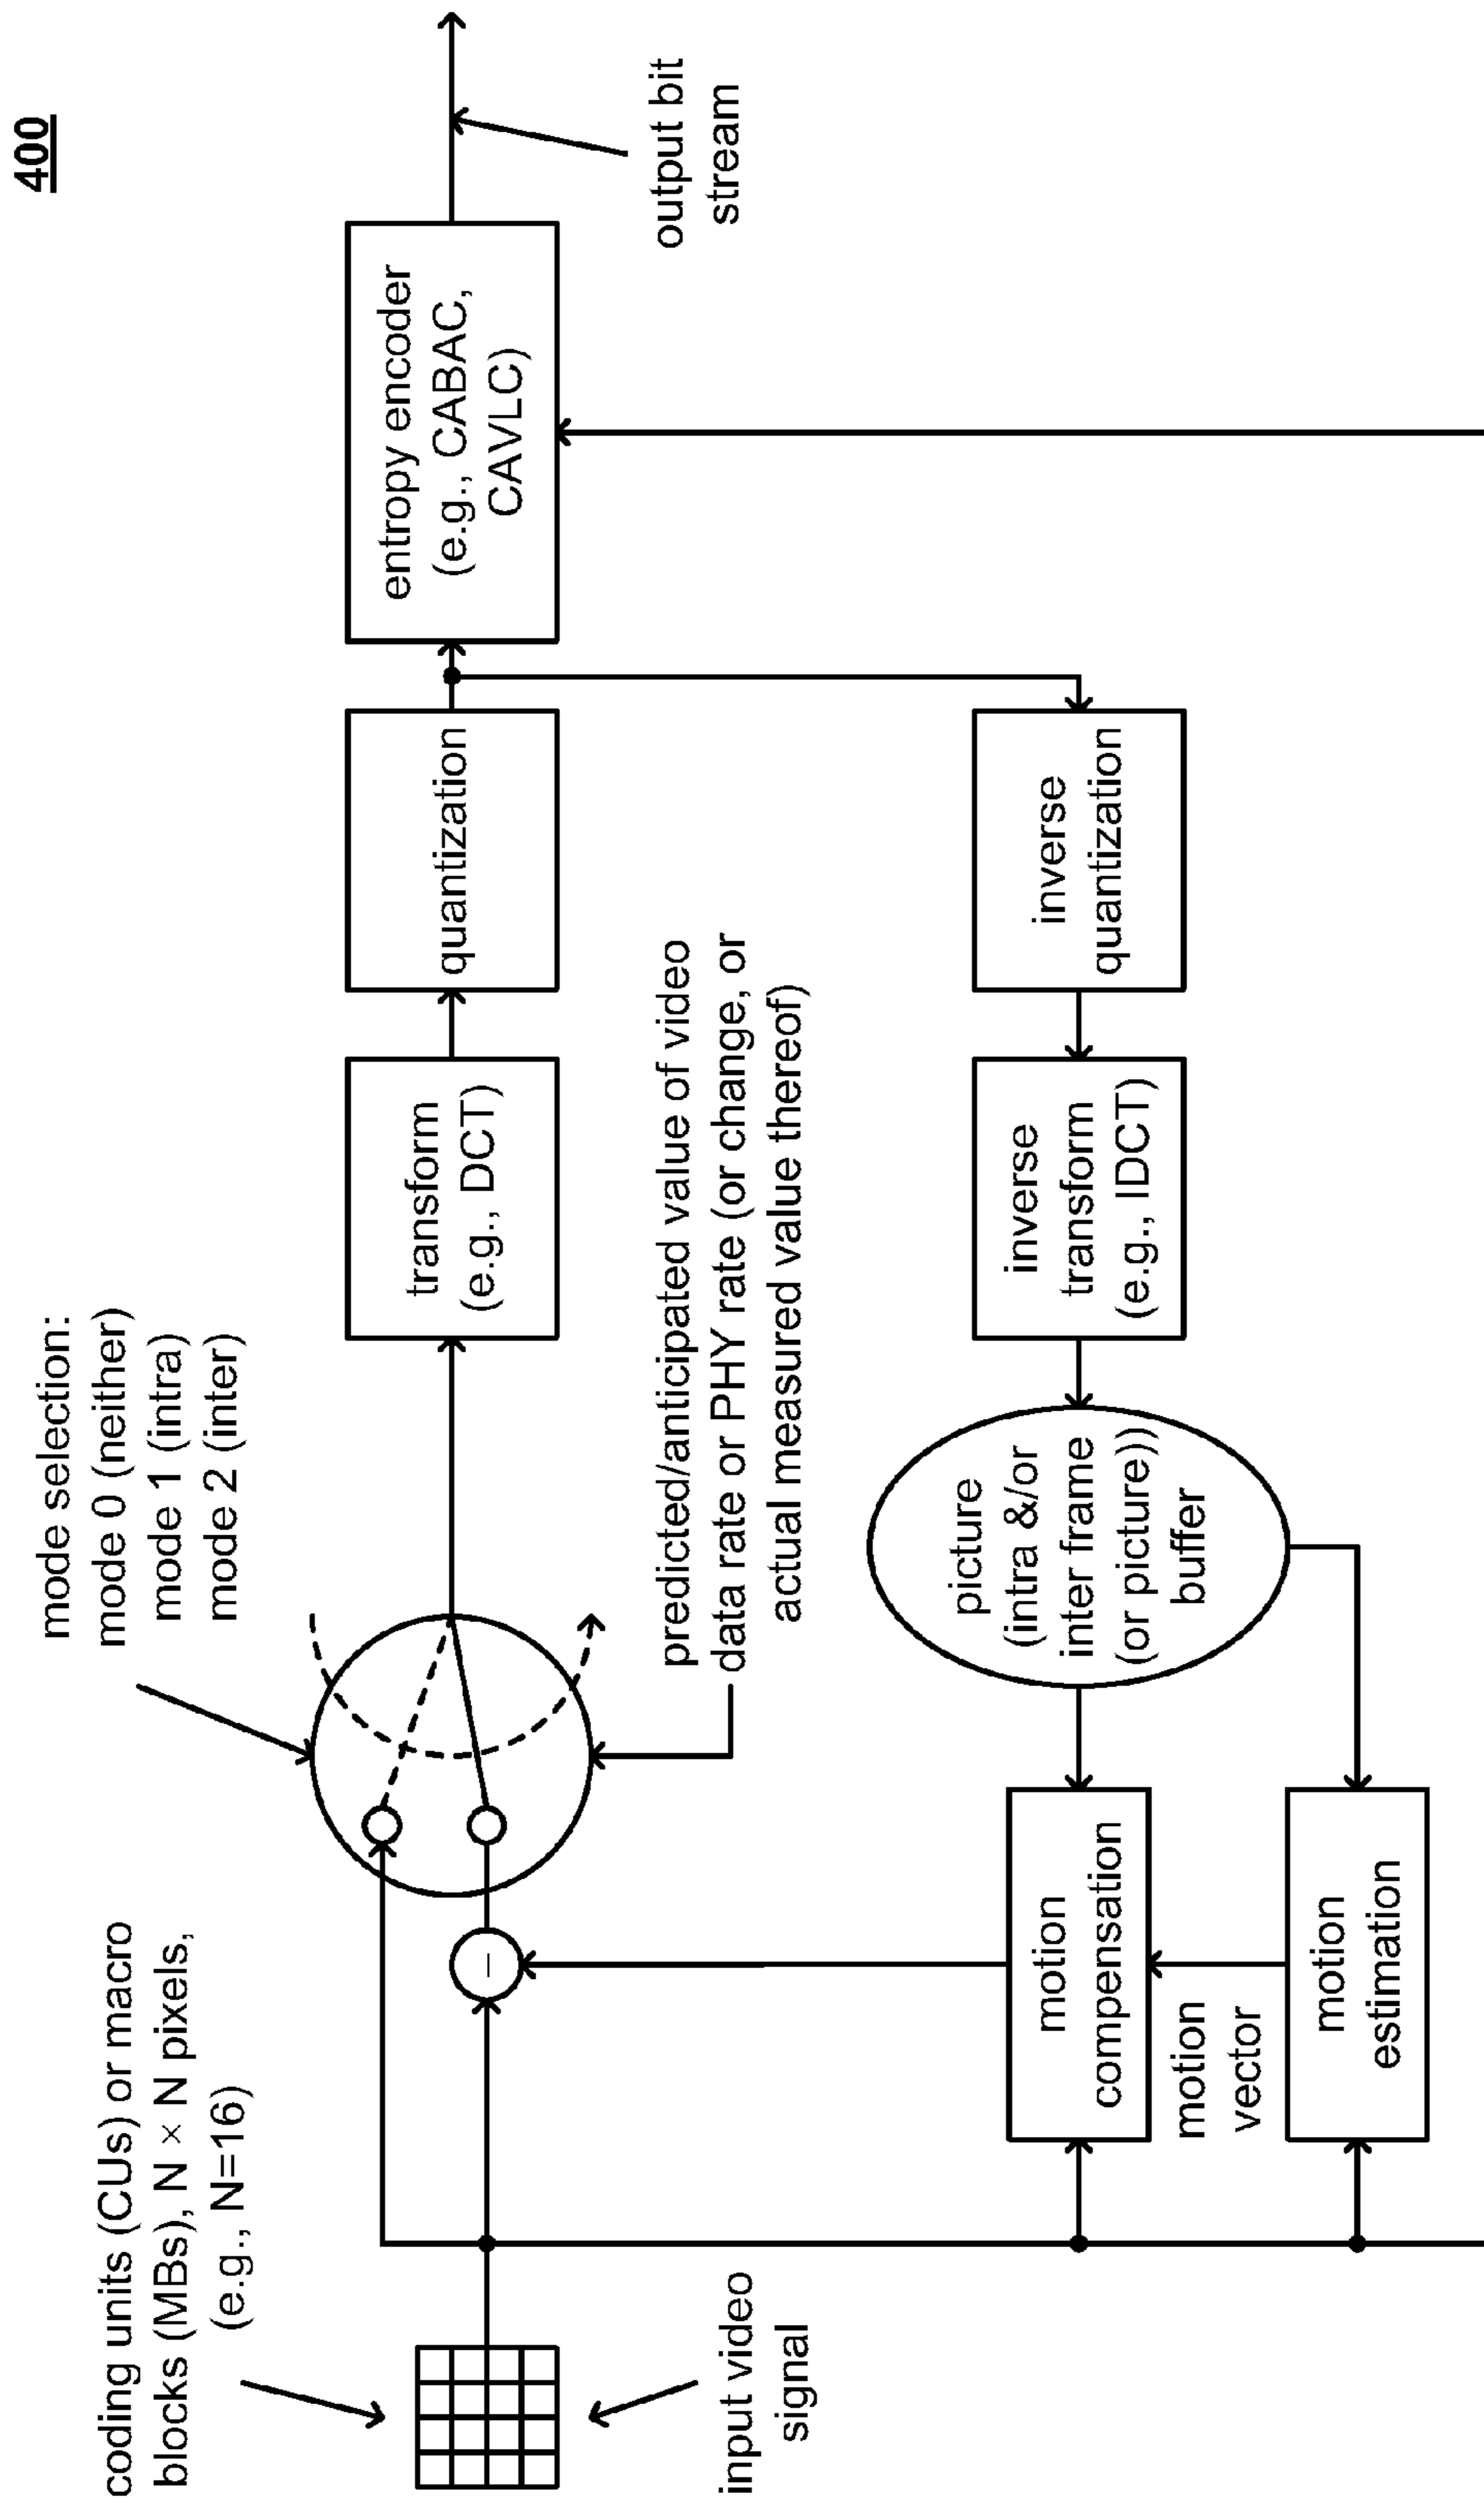 400
coding units (CUs) or macro
blocks (MBs), N × N pixels,
(e.g., N=16)
mode selection:
mode 0 (neither)
mode 1 (intra)
mode 2 (inter)
input video
signal
–
transform
(e.g., DCT)
quantization
entropy encoder
(e.g., CABAC,
CAVLC)
output bit
stream
predicted/anticipated value of video
data rate or PHY rate (or change, or
actual measured value thereof)
motion
compensation
picture
(intra &/or
inter frame
(or picture))
buffer
inverse
transform
(e.g., IDCT)
inverse
quantization
motion
vector
motion
estimation